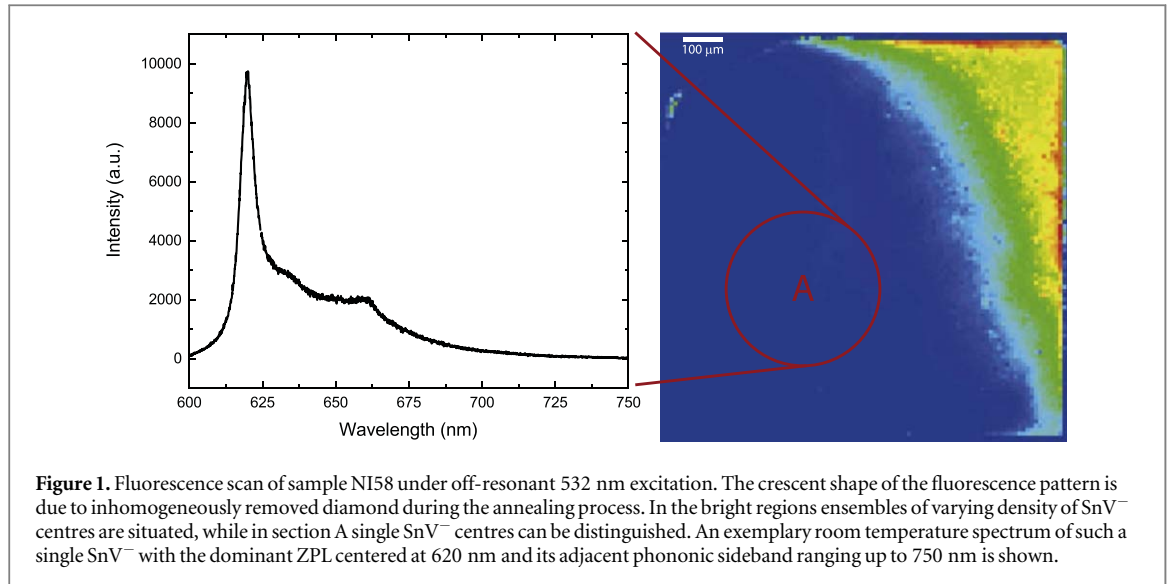 10000
8000
6000
4000
2000
0
Intensity (a.u.)
600 625 650 675 700 725 750
Wavelength (nm)
100 μm
A
Figure 1. Fluorescence scan of sample NI58 under off-resonant 532 nm excitation. The crescent shape of the fluorescence pattern is
due to inhomogeneously removed diamond during the annealing process. In the bright regions ensembles of varying density of SnV⁻
centres are situated, while in section A single SnV⁻ centres can be distinguished. An exemplary room temperature spectrum of such a
single SnV⁻ with the dominant ZPL centered at 620 nm and its adjacent phononic sideband ranging up to 750 nm is shown.